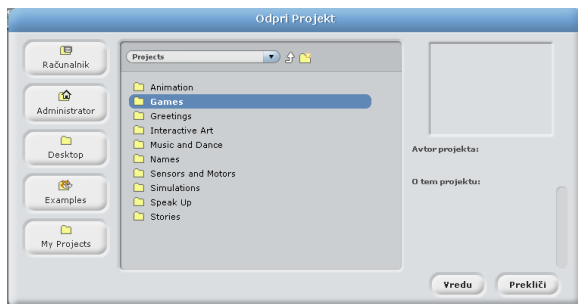 Odpri Projekt
Računalnik
Administrator
Desktop
Examples
My Projects
Projects
Animation
Games
Greetings
Interactive Art
Music and Dance
Names
Sensors and Motors
Simulations
Speak Up
Stories
Avtor projekta:
O tem projektu:
Vredu
Prekliči